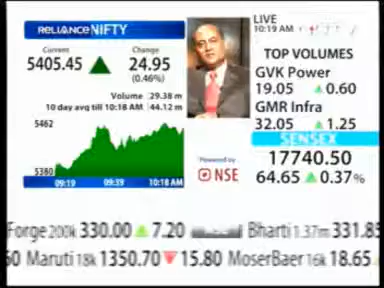 RELIANCE NIFTY
Current Change
5405.45 24.95
(0.46%)
Volume 29.38 m
10 day avg till 10:18 AM 44.12 m
5462
5380
09:19 09:39 10:18 AM
LIVE
10:19 AM
TOP VOLUMES
GVK Power
19.05 0.60
GMR Infra
32.05 1.25
SENSEX
17740.50
64.65 0.37%
Powered by
NSE
Forge 200k 330.00 7.20 Bharti 1.37m 331.85
50 Maruti 18k 1350.70 15.80 MoserBaer 16k 18.65